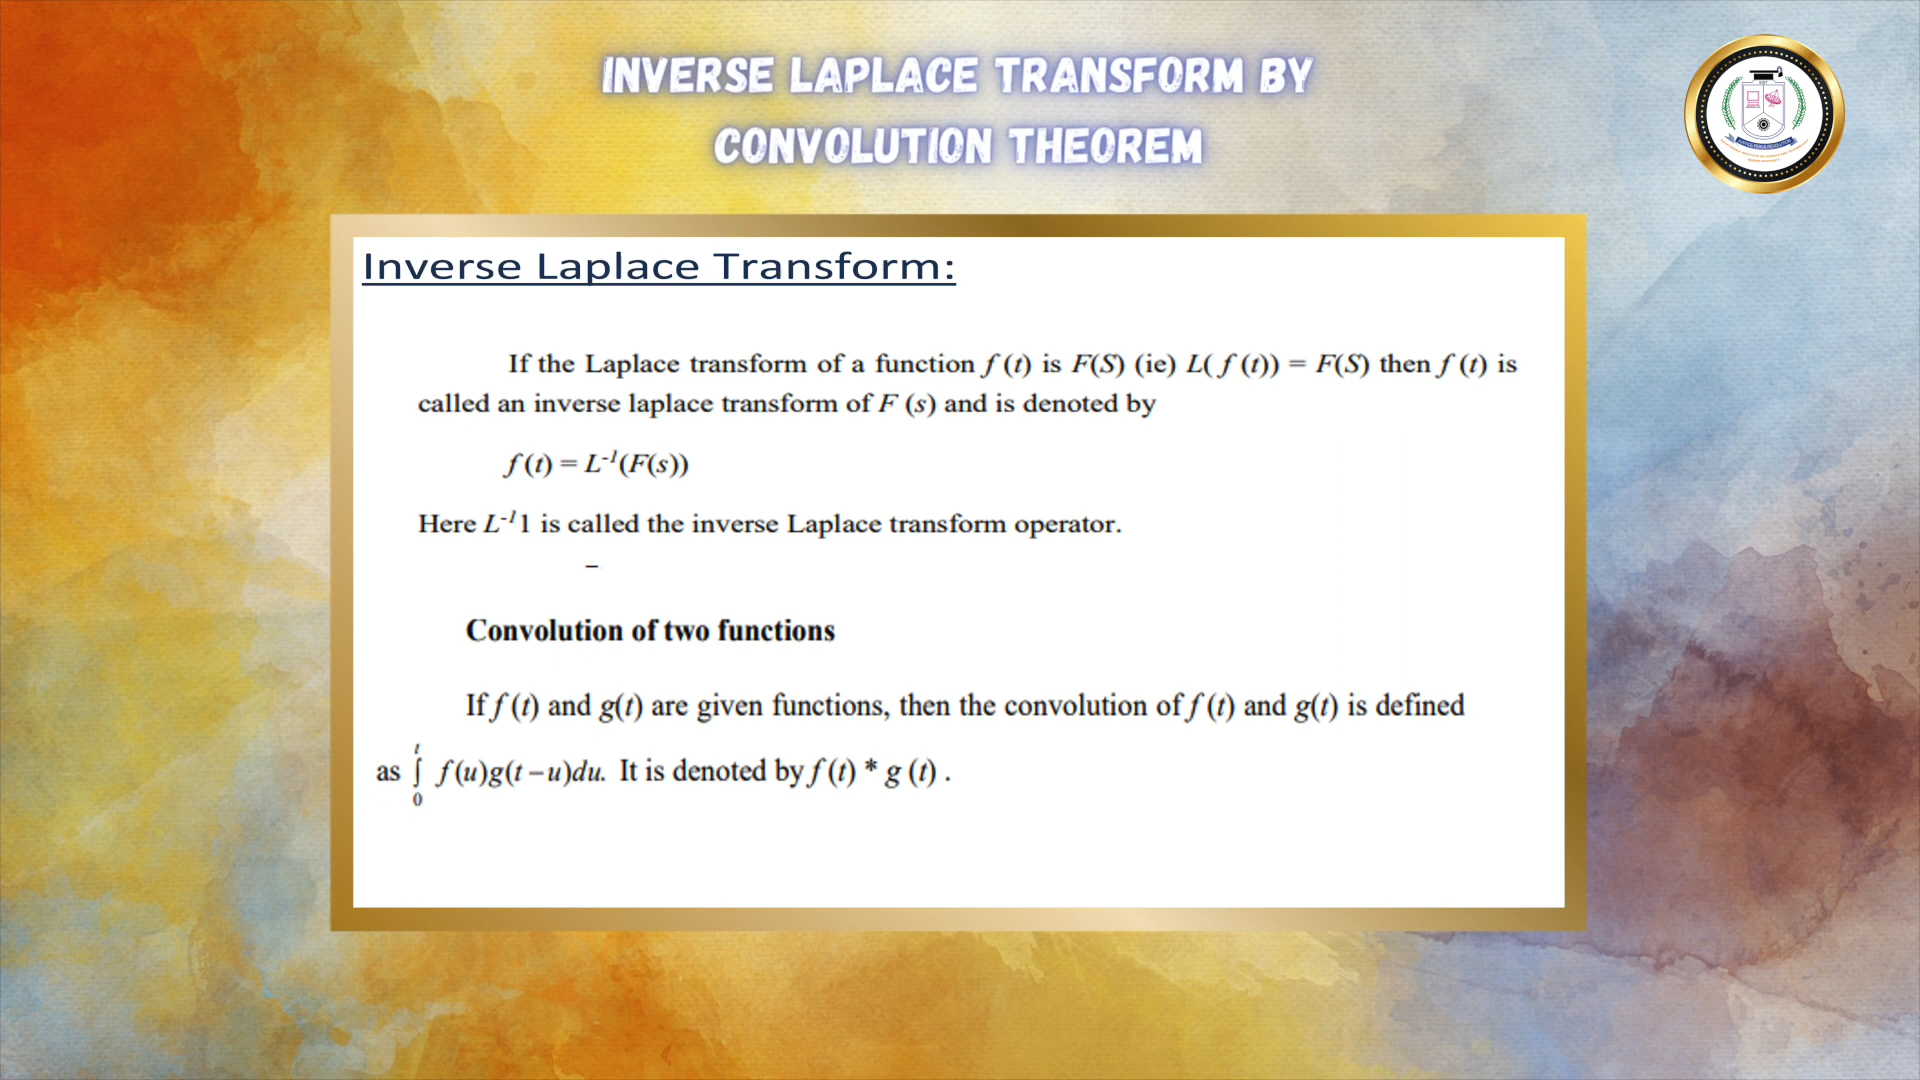 INVERSE LAPLACE TRANSFORM BY
CONVOLUTION THEOREM
Inverse Laplace Transform:
If the Laplace transform of a function f (t) is F(S) (ie) L( f (t)) = F(S) then f (t) is
called an inverse laplace transform of F (s) and is denoted by
f (t) = L⁻¹(F(s))
Here L⁻¹1 is called the inverse Laplace transform operator.
–
Convolution of two functions
If f (t) and g(t) are given functions, then the convolution of f (t) and g(t) is defined
as ∫₀ᵗ f(u)g(t – u)du. It is denoted by f (t) * g (t) .